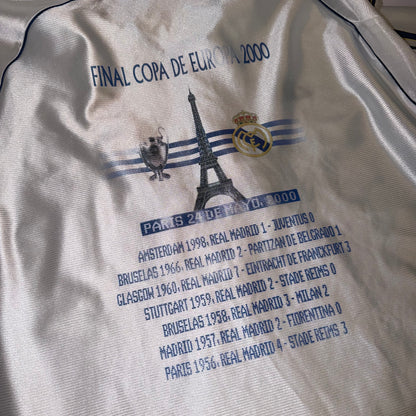 FINAL COPA DE EUROPA 2000
PARIS 24 DE MAYO, 2000
AMSTERDAM 1998, REAL MADRID 1 - JUVENTUS 0
BRUSELAS 1966, REAL MADRID 2 - PARTIZAN DE BELGRADO 1
GLASGOW 1960, REAL MADRID 7 - EINTRACHT DE FRANCKFURT 3
STUTTGART 1959, REAL MADRID 2 - STADE REIMS 0
BRUSELAS 1958, REAL MADRID 3 - MILAN 2
MADRID 1957, REAL MADRID 2 - FIORENTINA 0
PARIS 1956, REAL MADRID 4 - STADE REIMS 3